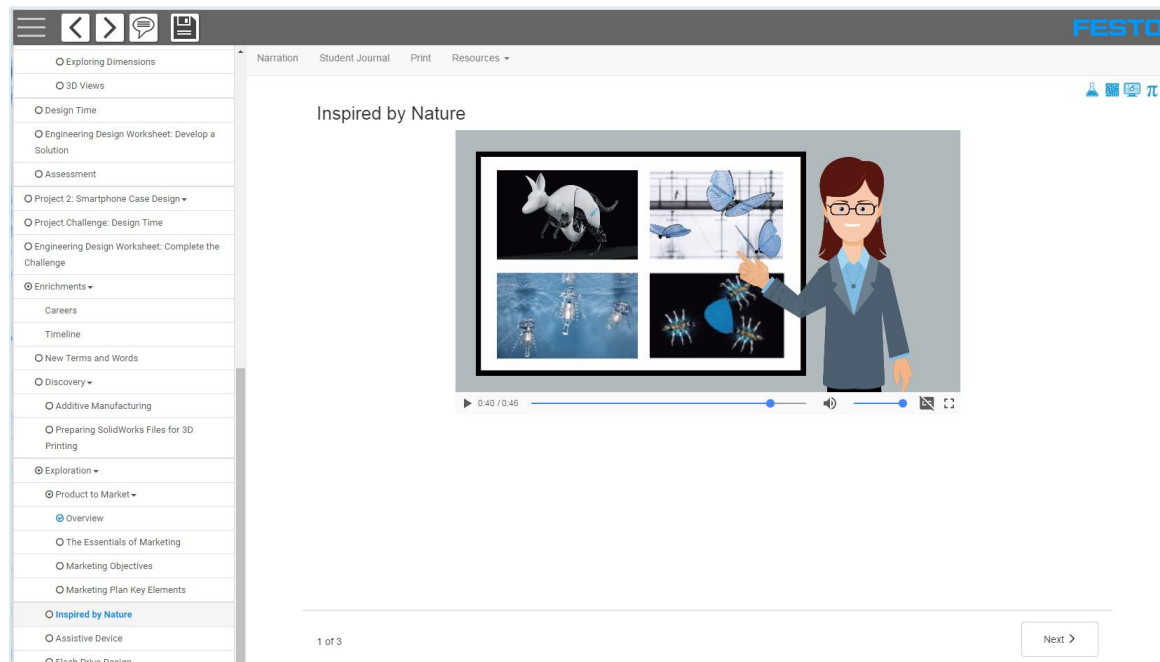 FESTO
Exploring Dimensions
3D Views
Design Time
Engineering Design Worksheet: Develop a
Solution
Assessment
Project 2: Smartphone Case Design
Project Challenge: Design Time
Engineering Design Worksheet: Complete the
Challenge
Enrichments
Careers
Timeline
New Terms and Words
Discovery
Additive Manufacturing
Preparing SolidWorks Files for 3D
Printing
Exploration
Product to Market
Overview
The Essentials of Marketing
Marketing Objectives
Marketing Plan Key Elements
Inspired by Nature
Assistive Device
Flash Drive Design
Narration Student Journal Print Resources
π
Inspired by Nature
0:40 / 0:46
1 of 3
Next